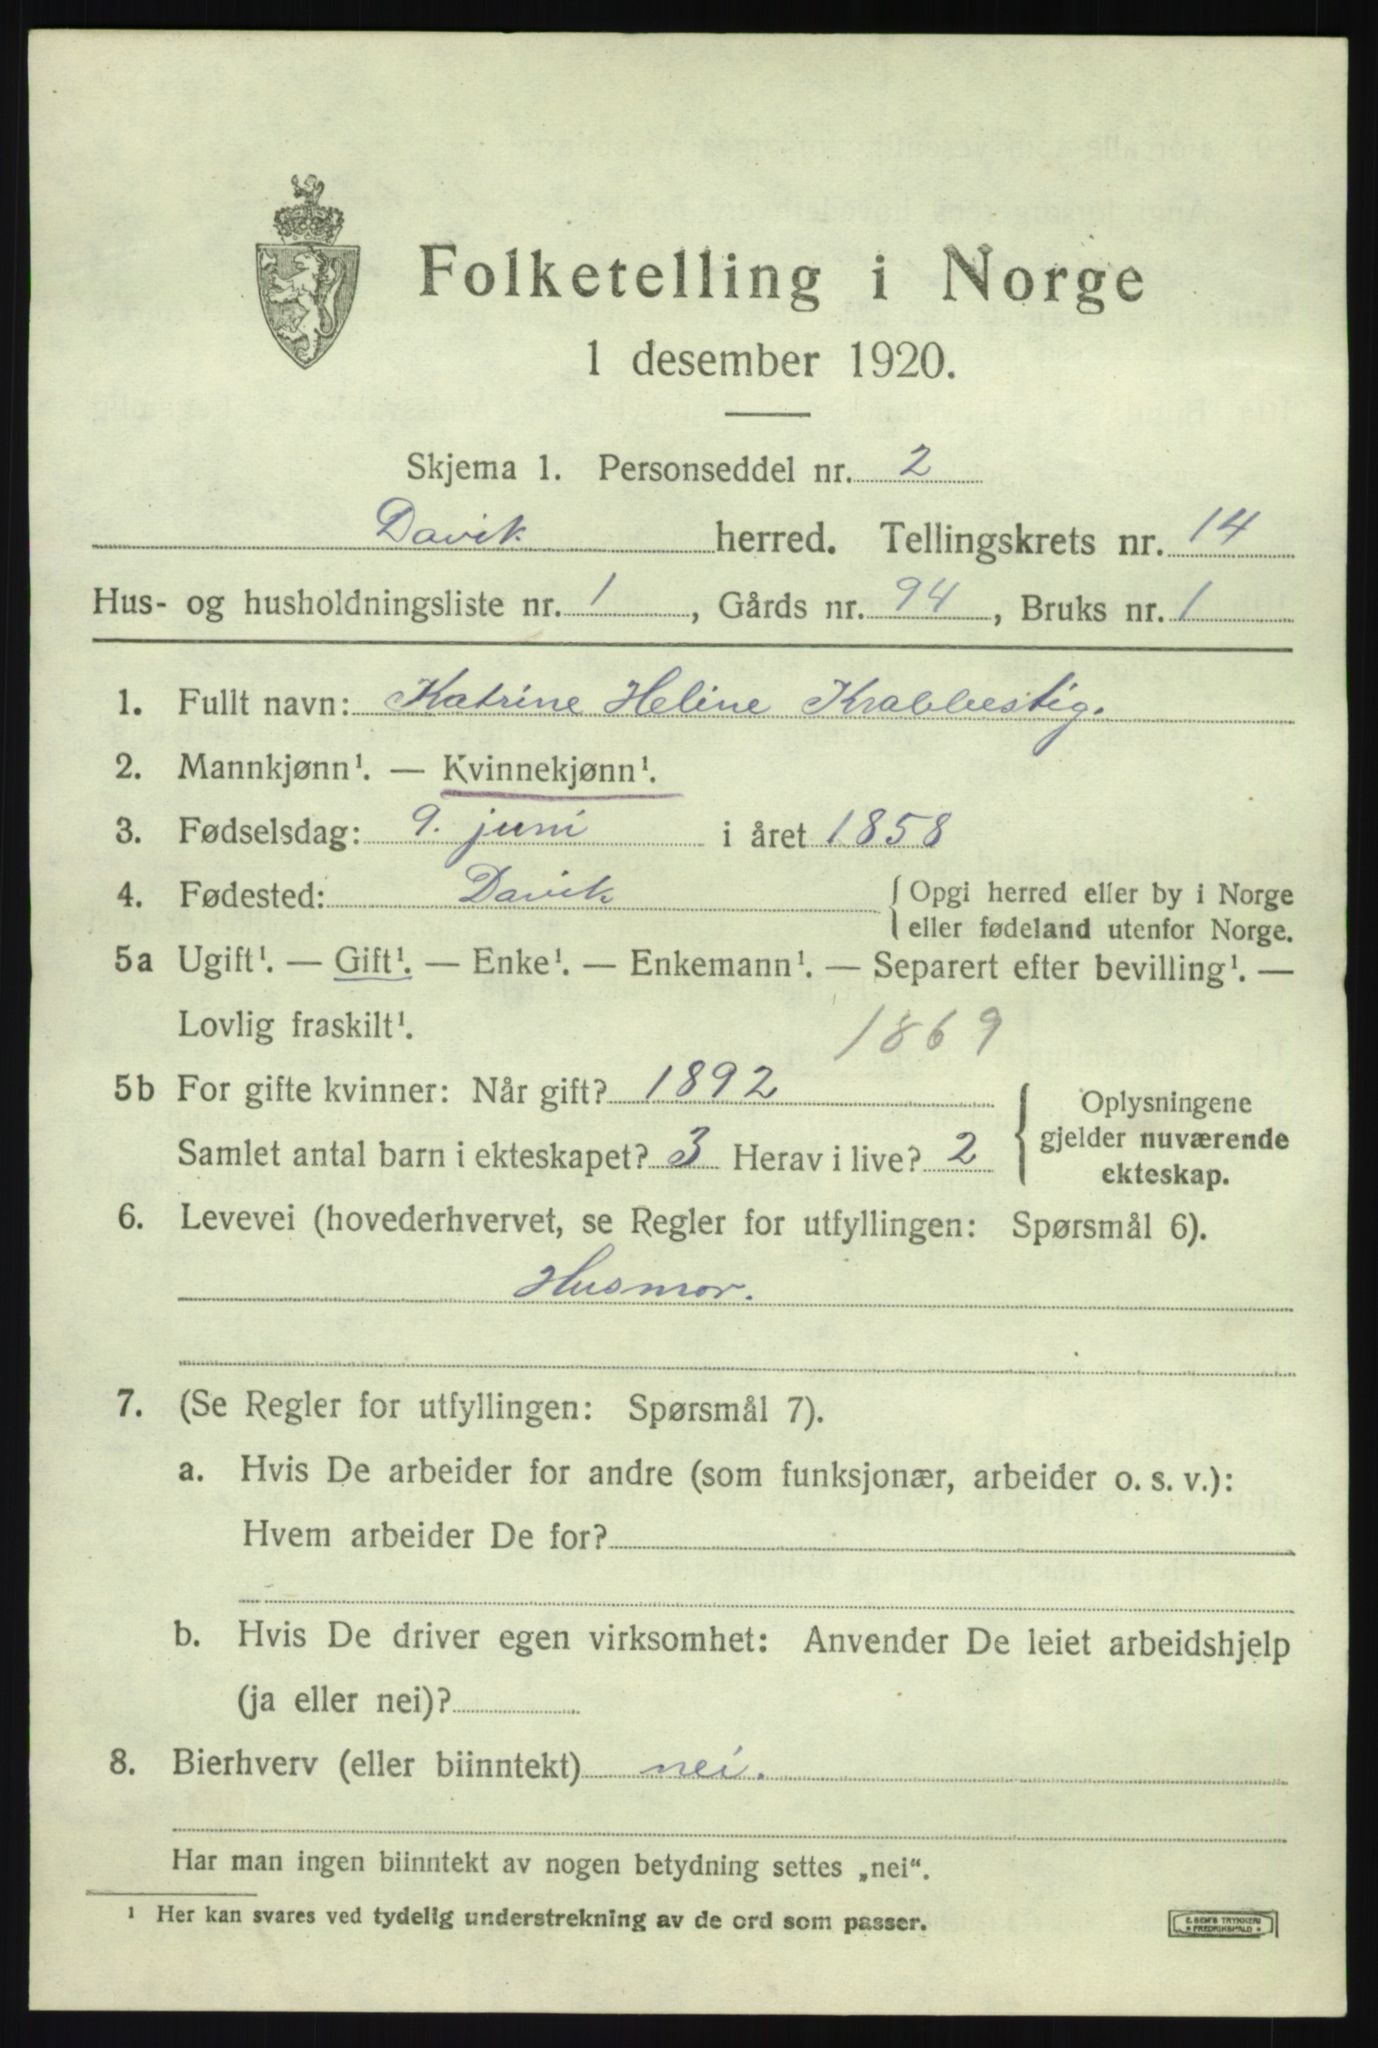 Folketelling i Norge
1 desember 1920.
Skjema 1. Personseddel nr. 2
Davik herred. Tellingskrets nr. 14
Hus- og husholdningsliste nr. 1, Gårds nr. 94, Bruks nr. 1
1. Fullt navn: Katrine Heline Krabbestig.
2. Mannkjønn¹. — Kvinnekjønn¹.
3. Fødselsdag: 9. juni i året 1858
4. Fødested: Davik { Opgi herred eller by i Norge
eller fødeland utenfor Norge.
5a Ugift¹. — Gift¹. — Enke¹. — Enkemann¹. — Separert efter bevilling¹. —
Lovlig fraskilt¹. 1869
5b For gifte kvinner: Når gift? 1892
Samlet antal barn i ekteskapet? 3 Herav i live? 2
{ Oplysningene
gjelder nuværende
ekteskap.
6. Levevei (hovederhvervet, se Regler for utfyllingen: Spørsmål 6).
Husmor.
7. (Se Regler for utfyllingen: Spørsmål 7).
a. Hvis De arbeider for andre (som funksjonær, arbeider o. s. v.):
Hvem arbeider De for?
b. Hvis De driver egen virksomhet: Anvender De leiet arbeidshjelp
(ja eller nei)?
8. Bierhverv (eller biinntekt) nei.
Har man ingen biinntekt av nogen betydning settes „nei“.
¹ Her kan svares ved tydelig understrekning av de ord som passer.
E. SEM'S TRYKKERI
* FREDRIKSHALD *